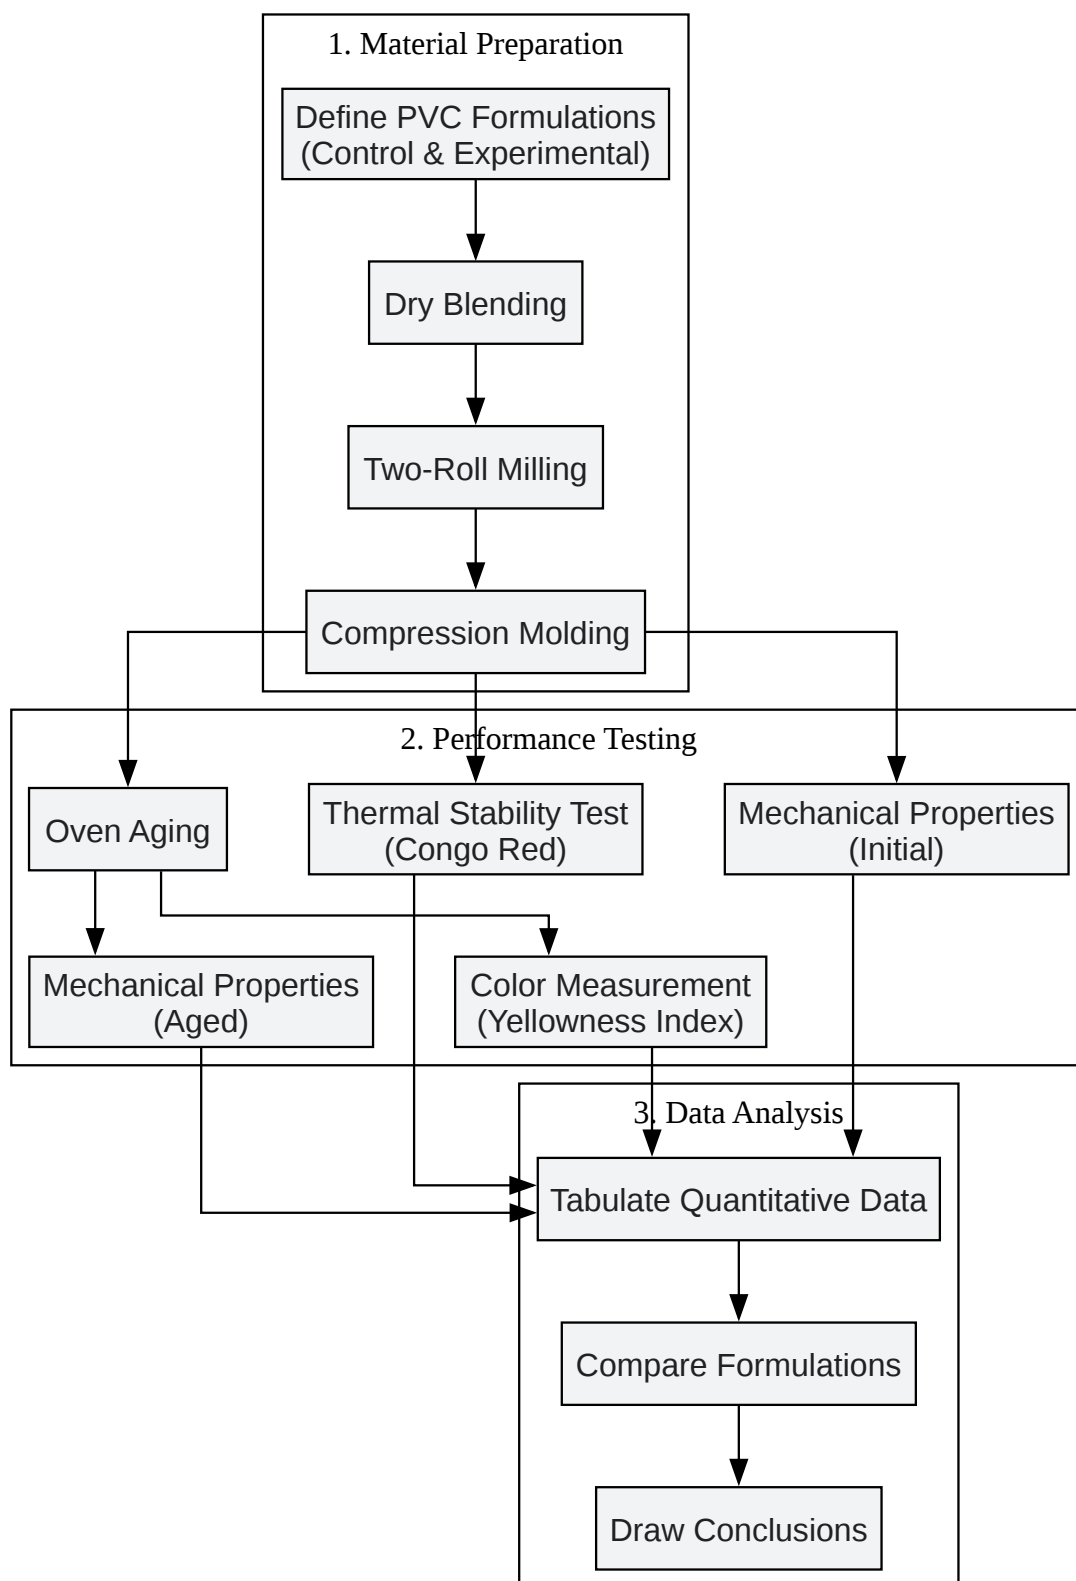 1. Material Preparation
Define PVC Formulations
(Control & Experimental)
Dry Blending
Two-Roll Milling
Compression Molding
2. Performance Testing
Oven Aging
Thermal Stability Test
(Congo Red)
Mechanical Properties
(Initial)
Mechanical Properties
(Aged)
Color Measurement
(Yellowness Index)
3. Data Analysis
Tabulate Quantitative Data
Compare Formulations
Draw Conclusions